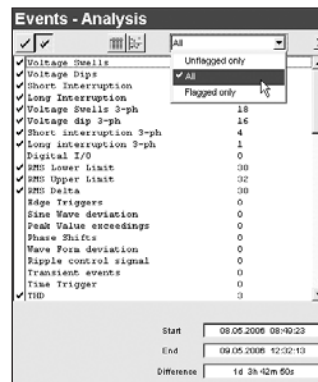 Events - Analysis
All
Unflagged only
All
Flagged only
Voltage Swells
Voltage Dips
Short Interruption
Long Interruption
Voltage Swells 3-ph 18
Voltage dip 3-ph 16
Short interruption 3-ph 4
Long interruption 3-ph 1
Digital I/O 0
RMS Lower Limit 30
RMS Upper Limit 32
RMS Delta 30
Edge Triggers 0
Sine Wave deviation 0
Peak Value exceedings 0
Phase Shifts 0
Wave Form deviation 0
Ripple control signal 0
Transient events 0
Time Trigger 0
THD 3
Start 08.05.2006 08:49:23
End 09.05.2006 12:32:13
Difference 1d 3h 42m 50s